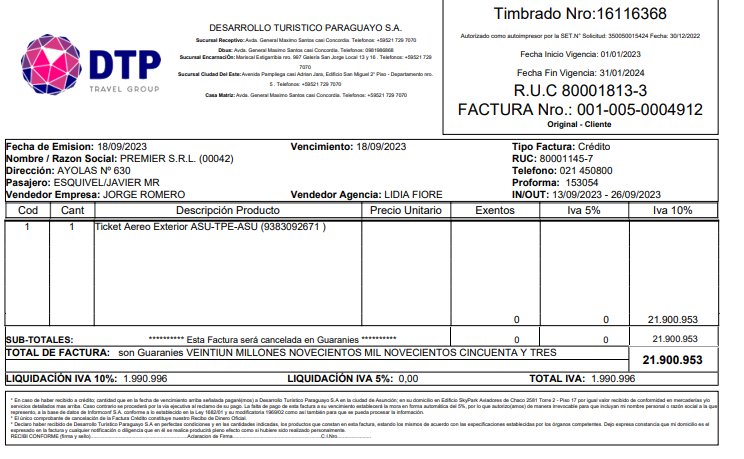 DTP
TRAVEL GROUP
DESARROLLO TURISTICO PARAGUAYO S.A.
Sucursal Receptivo: Avda. General Maximo Santos casi Concordia. Telefonos: +59521 729 7070
Dbus: Avda. General Maximo Santos casi Concordia. Telefonos: 0981986868
Sucursal Encarnación: Mariscal Estigarribia nro. 997 Galería San Jorge Local 13 y 16 . Telefonos: +59521 729
7070
Sucursal Ciudad Del Este: Avenida Pampliega casi Adrian Jara, Edificio San Miguel 2° Piso - Departamento nro.
5 . Telefonos: +59521 729 7070
Casa Matriz: Avda. General Maximo Santos casi Concordia. Telefonos: +59521 729 7070
Timbrado Nro:16116368
Autorizado como autoimpresor por la SET.N° Solicitud: 350050015424 Fecha: 30/12/2022
Fecha Inicio Vigencia: 01/01/2023
Fecha Fin Vigencia: 31/01/2024
R.U.C 80001813-3
FACTURA Nro.: 001-005-0004912
Original - Cliente
Fecha de Emision: 18/09/2023 Vencimiento: 18/09/2023 Tipo Factura: Crédito
Nombre / Razon Social: PREMIER S.R.L. (00042) RUC: 80001145-7
Dirección: AYOLAS Nº 630 Telefono: 021 450800
Pasajero: ESQUIVEL/JAVIER MR Proforma: 153054
Vendedor Empresa: JORGE ROMERO Vendedor Agencia: LIDIA FIORE IN/OUT: 13/09/2023 - 26/09/2023
Cod Cant Descripción Producto Precio Unitario Exentos Iva 5% Iva 10%
1 1 Ticket Aereo Exterior ASU-TPE-ASU (9383092671 )
0 0 21.900.953
SUB-TOTALES: ********** Esta Factura será cancelada en Guaranies ********** 0 0 21.900.953
TOTAL DE FACTURA: son Guaranies VEINTIUN MILLONES NOVECIENTOS MIL NOVECIENTOS CINCUENTA Y TRES 21.900.953
LIQUIDACÍÓN IVA 10%: 1.990.996 LIQUIDACÍÓN IVA 5%: 0,00 TOTAL IVA: 1.990.996
* En caso de haber recibido a crédito, cantidad que en la fecha de vencimiento arriba señalada pagaré(mos) a Desarrollo Turístico Paraguayo S.A en la ciudad de Asunción; en su domicilio en Edificio SkyPark Aviadores de Chaco 2581 Torre 2 - Piso 17 por igual valor recibido de conformidad en mercaderías y/o
servicios detallados mas arriba. Caso contrario se procederá por la vía ejecutiva al reclamo de su pago. La falta de pago de esta factura a su vencimiento establecerá la mora en forma automática del 5%, por lo que autorizo(amos) de manera irrevocable para que incluyan mi nombre personal o razón social a la que
represento, a la base de datos de Informconf S.A. conforme a lo establecido en la Ley 1682/01 y su modificatoria 1969/02 como así también para que se pueda proveer la información.
* El único comprobante de cancelación de la Factura Crédito constituye nuestro Recibo de Dinero Oficial.
* Declaro haber recibido de Desarrollo Turístico Paraguayo S.A en perfectas condiciones y en las cantidades indicadas, los productos que constan en esta factura, estando los mismos de acuerdo con las especificaciones establecidas por los órganos competentes. Dejo expresa constancia que mi domicilio es el
expresado en la factura y cualquier notificación o diligencia que en él se realice producirá pleno efecto como si hubiere sido realizado personalmente.
RECIBI CONFORME (firma y sello)..............................Aclaración de Firma..............................C.I.Nro..............